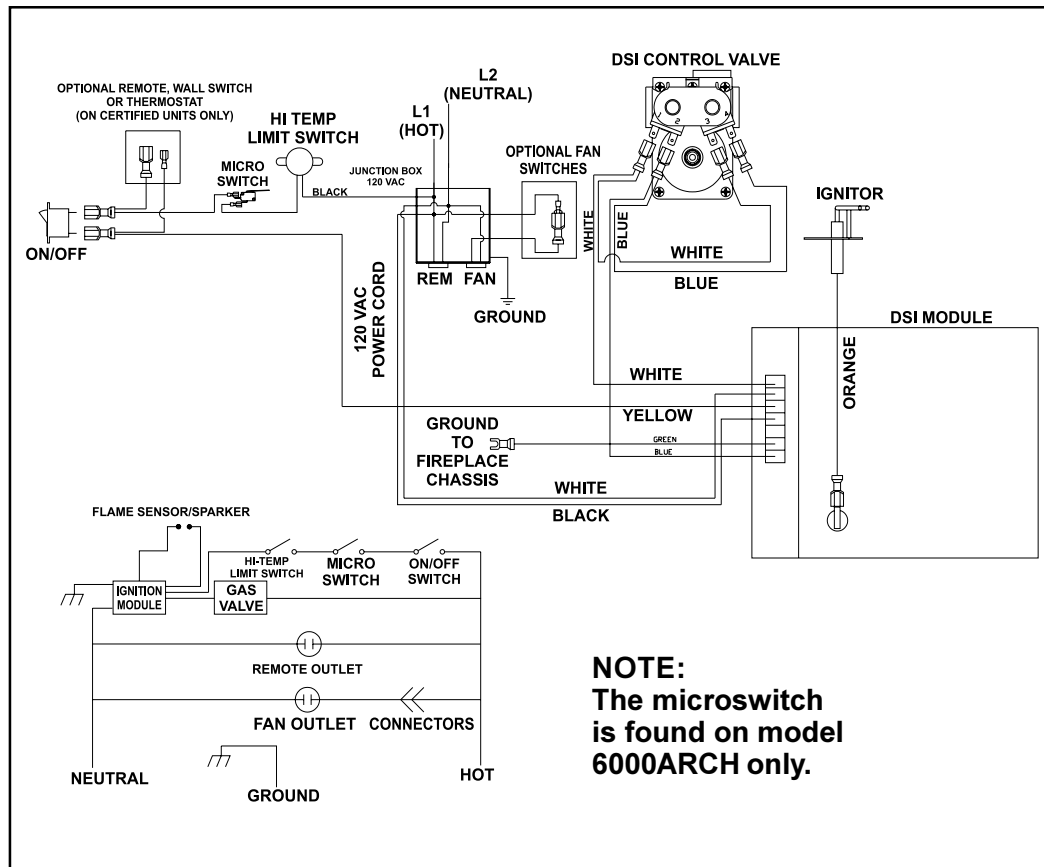 DSI CONTROL VALVE
L2
(NEUTRAL)
OPTIONAL REMOTE, WALL SWITCH
OR THERMOSTAT
(ON CERTIFIED UNITS ONLY)
HI TEMP
LIMIT SWITCH
L1
(HOT)
1
2
3
4
OPTIONAL FAN
SWITCHES
MICRO
SWITCH
JUNCTION BOX
120 VAC
BLACK
IGNITOR
ON/OFF
WHITE
BLUE
WHITE
BLUE
REM
FAN
GROUND
120 VAC
POWER CORD
DSI MODULE
ORANGE
WHITE
YELLOW
GROUND
TO
FIREPLACE
CHASSIS
GREEN
BLUE
WHITE
BLACK
FLAME SENSOR/SPARKER
HI-TEMP
LIMIT SWITCH
MICRO
SWITCH
ON/OFF
SWITCH
IGNITION
MODULE
GAS
VALVE
REMOTE OUTLET
FAN OUTLET
CONNECTORS
NEUTRAL
GROUND
HOT
NOTE:
The microswitch
is found on model
6000ARCH only.